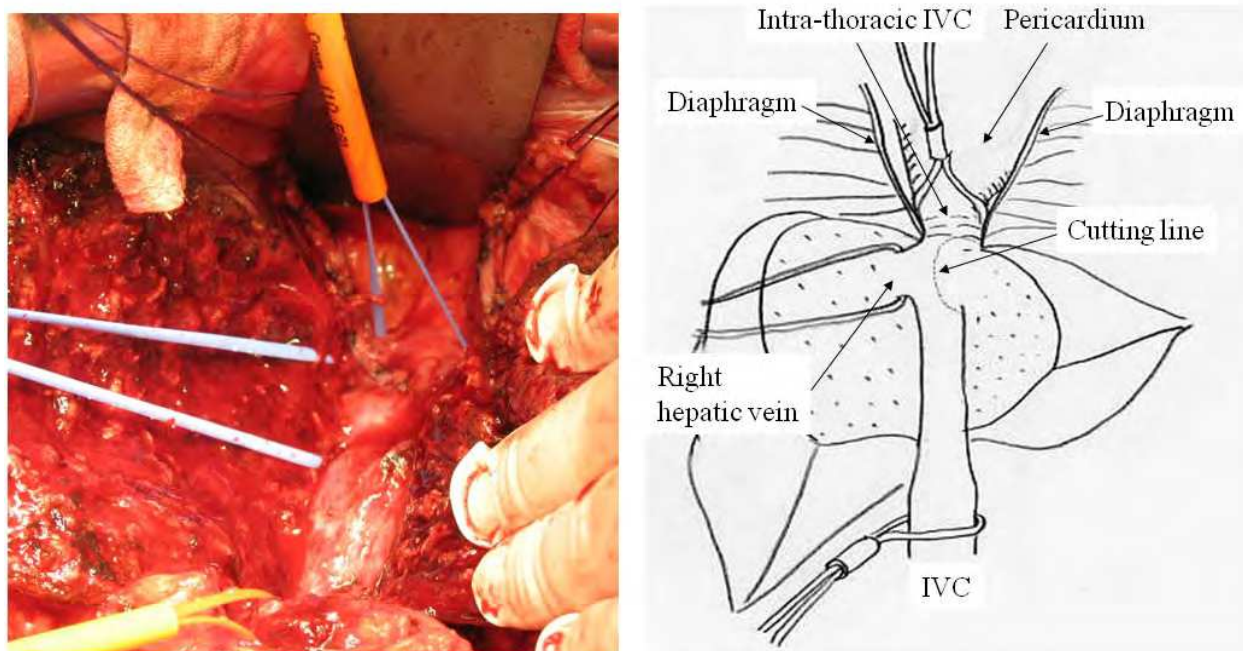 Intra-thoracic IVC
Pericardium
Diaphragm
Diaphragm
Cutting line
Right
hepatic vein
IVC